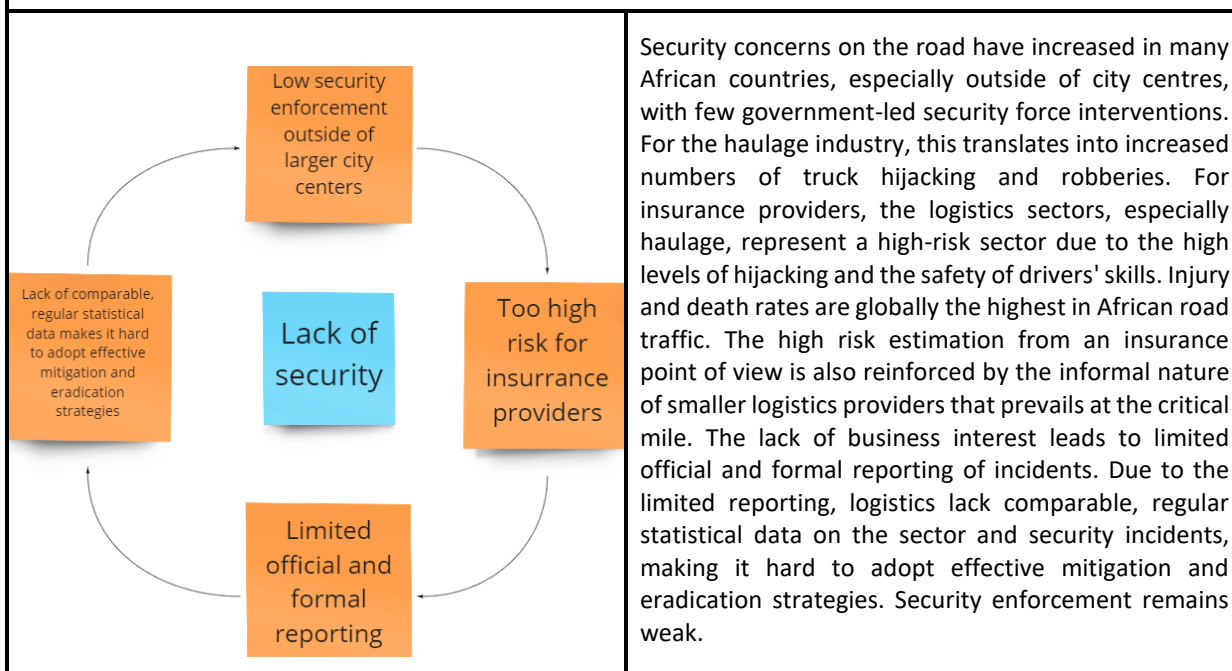 Low security
enforcement
outside of
larger city
centers
Too high
risk for
insurrance
providers
Limited
official and
formal
reporting
Lack of comparable,
regular statistical
data makes it hard
to adopt effective
mitigation and
eradication
strategies
Lack of
security
Security concerns on the road have increased in many
African countries, especially outside of city centres,
with few government-led security force interventions.
For the haulage industry, this translates into increased
numbers of truck hijacking and robberies. For
insurance providers, the logistics sectors, especially
haulage, represent a high-risk sector due to the high
levels of hijacking and the safety of drivers' skills. Injury
and death rates are globally the highest in African road
traffic. The high risk estimation from an insurance
point of view is also reinforced by the informal nature
of smaller logistics providers that prevails at the critical
mile. The lack of business interest leads to limited
official and formal reporting of incidents. Due to the
limited reporting, logistics lack comparable, regular
statistical data on the sector and security incidents,
making it hard to adopt effective mitigation and
eradication strategies. Security enforcement remains
weak.